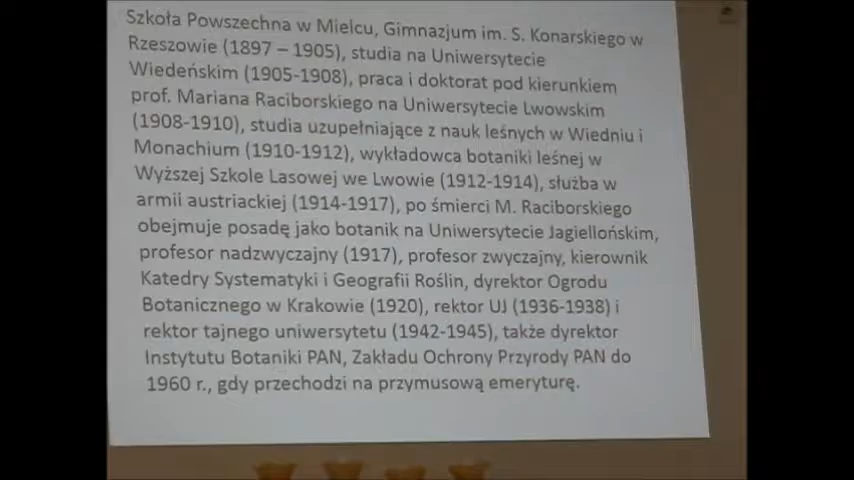 Szkoła Powszechna w Mielcu, Gimnazjum im. S. Konarskiego w
Rzeszowie (1897 – 1905), studia na Uniwersytecie
Wiedeńskim (1905-1908), praca i doktorat pod kierunkiem
prof. Mariana Raciborskiego na Uniwersytecie Lwowskim
(1908-1910), studia uzupełniające z nauk leśnych w Wiedniu i
Monachium (1910-1912), wykładowca botaniki leśnej w
Wyższej Szkole Lasowej we Lwowie (1912-1914), służba w
armii austriackiej (1914-1917), po śmierci M. Raciborskiego
obejmuje posadę jako botanik na Uniwersytecie Jagiellońskim,
profesor nadzwyczajny (1917), profesor zwyczajny, kierownik
Katedry Systematyki i Geografii Roślin, dyrektor Ogrodu
Botanicznego w Krakowie (1920), rektor UJ (1936-1938) i
rektor tajnego uniwersytetu (1942-1945), także dyrektor
Instytutu Botaniki PAN, Zakładu Ochrony Przyrody PAN do
1960 r., gdy przechodzi na przymusową emeryturę.